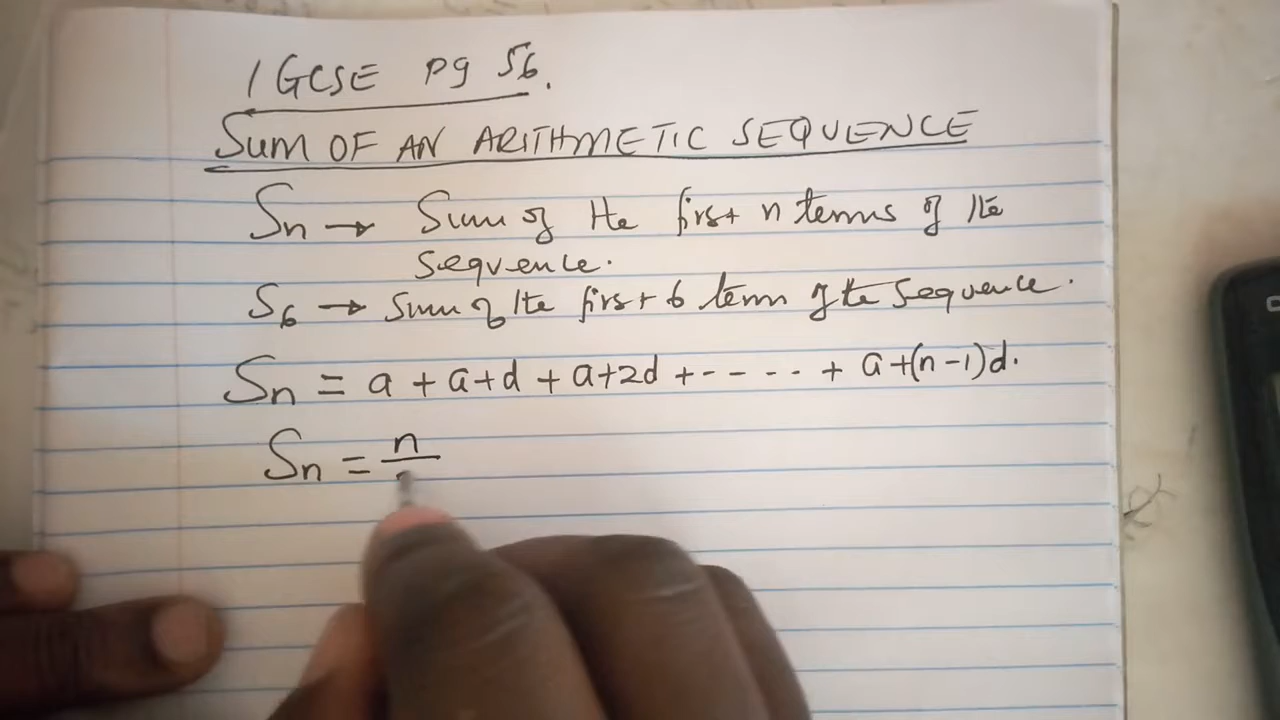 IGCSE pg 56.
SUM OF AN ARITHMETIC SEQUENCE
Sn → Sum of the first n terms of the
sequence.
S6 → Sum of the first 6 term of the sequence.
Sn = a + a+d + a+2d + - - - - + a+(n-1)d.
Sn = n/